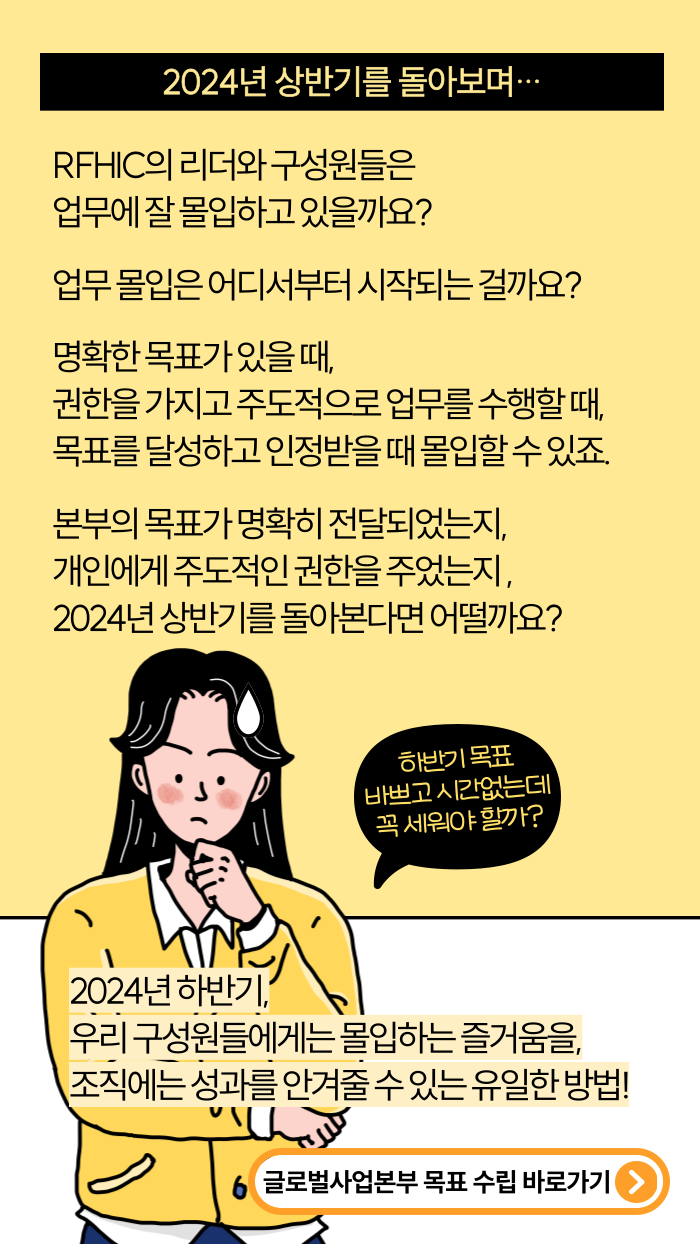 2024년 상반기를 돌아보며…
RFHIC의 리더와 구성원들은
업무에 잘 몰입하고 있을까요?
업무 몰입은 어디서부터 시작되는 걸까요?
명확한 목표가 있을 때,
권한을 가지고 주도적으로 업무를 수행할 때,
목표를 달성하고 인정받을 때 몰입할 수 있죠.
본부의 목표가 명확히 전달되었는지,
개인에게 주도적인 권한을 주었는지 ,
2024년 상반기를 돌아본다면 어떨까요?
하반기 목표
바쁘고 시간없는데
꼭 세워야 할까?
2024년 하반기,
우리 구성원들에게는 몰입하는 즐거움을,
조직에는 성과를 안겨줄 수 있는 유일한 방법!
글로벌사업본부 목표 수립 바로가기